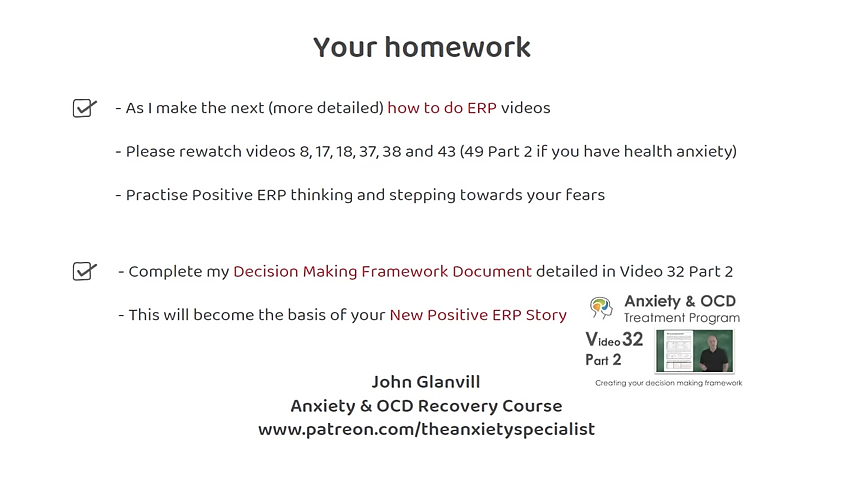 Your homework
- As I make the next (more detailed) how to do ERP videos
- Please rewatch videos 8, 17, 18, 37, 38 and 43 (49 Part 2 if you have health anxiety)
- Practise Positive ERP thinking and stepping towards your fears
- Complete my Decision Making Framework Document detailed in Video 32 Part 2
- This will become the basis of your New Positive ERP Story
Anxiety & OCD
Treatment Program
Video 32
Part 2
Creating your decision making framework
John Glanvill
Anxiety & OCD Recovery Course
www.patreon.com/theanxietyspecialist